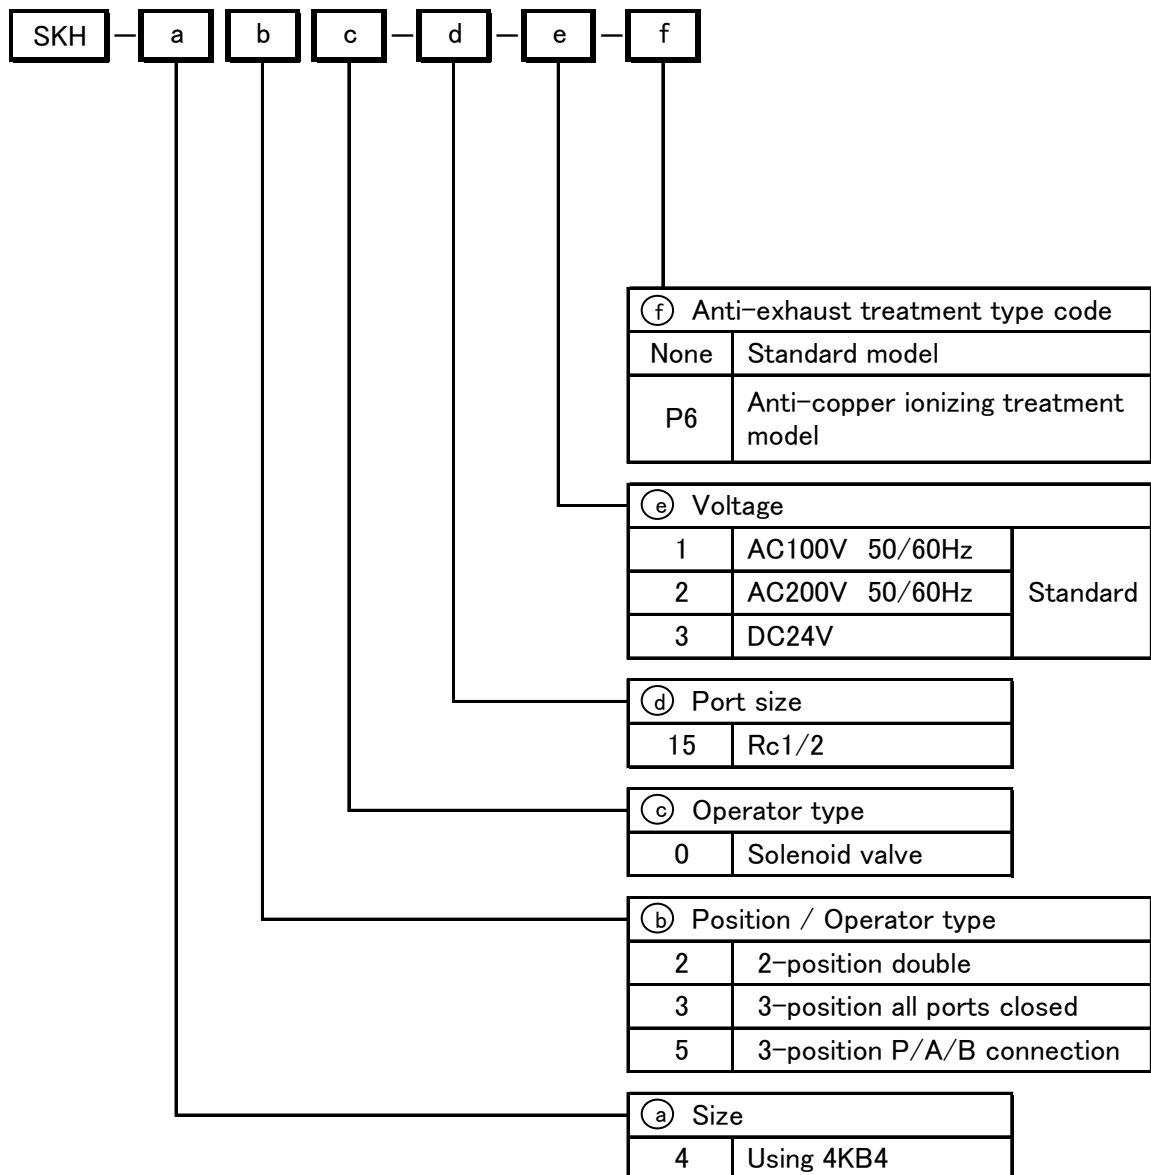 SKH － a b c － d － e － f
ⓕ Anti-exhaust treatment type code
None Standard model
P6 Anti-copper ionizing treatment
model
ⓔ Voltage
1 AC100V 50/60Hz
2 AC200V 50/60Hz Standard
3 DC24V
ⓓ Port size
15 Rc1/2
ⓒ Operator type
0 Solenoid valve
ⓑ Position / Operator type
2 2-position double
3 3-position all ports closed
5 3-position P/A/B connection
ⓐ Size
4 Using 4KB4